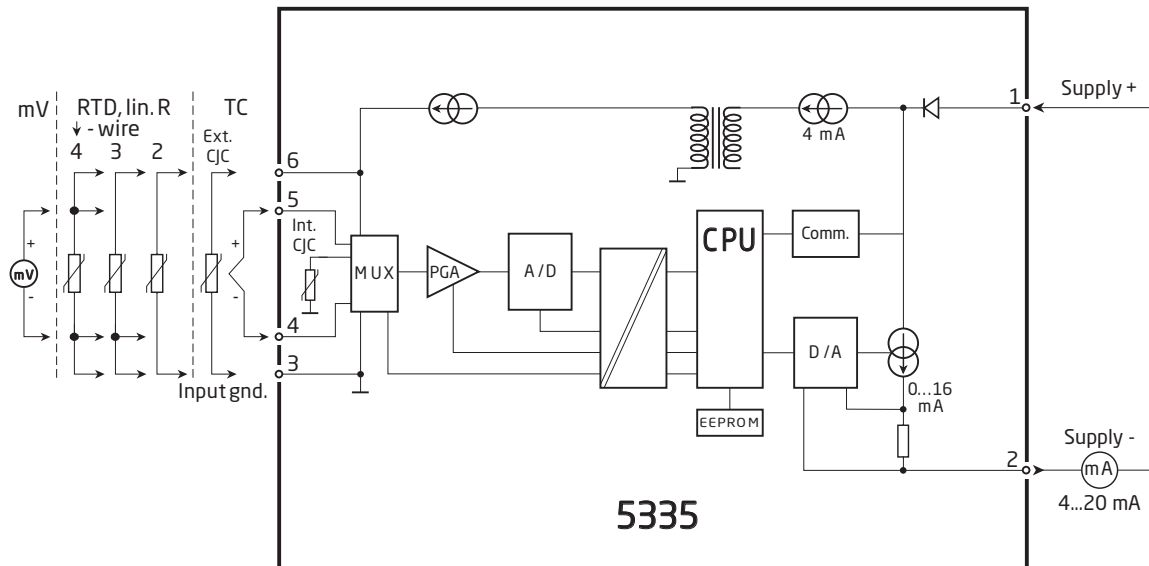 mV
RTD, lin. R
- wire
4 3 2
TC
Ext.
CJC
+
-
mV
+
-
Input gnd.
6
5
4
3
Int.
CJC
MUX
PGA
A/D
CPU
EEPROM
Comm.
D/A
4 mA
0...16
mA
1
Supply +
2
Supply -
mA
4...20 mA
5335